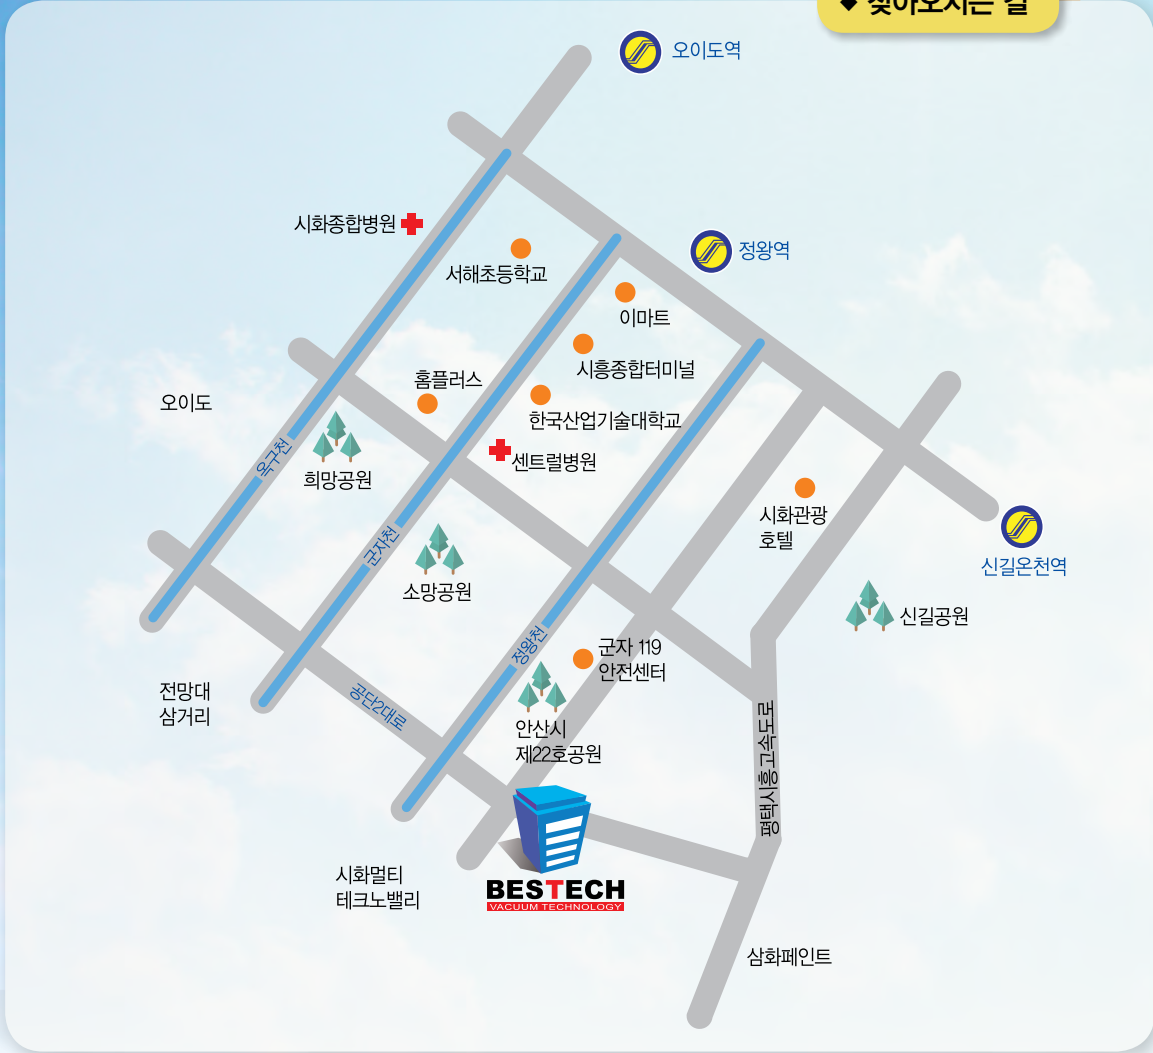 ◆ 찾아오시는 길
오이도역
시화종합병원
정왕역
서해초등학교
이마트
시흥종합터미널
홈플러스
오이도
한국산업기술대학교
옥구천
센트럴병원
희망공원
시화관광
호텔
군자천
신길온천역
소망공원
신길공원
정왕천
군자 119
안전센터
전망대
삼거리
공단2대로
안산시
제22호공원
평택시흥고속도로
시화멀티
테크노밸리
BESTECH
VACUUM TECHNOLOGY
삼화페인트